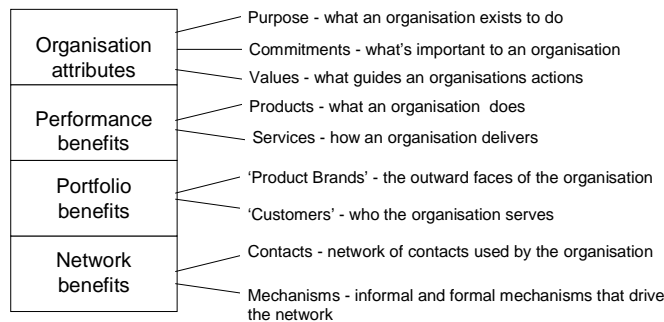 Organisation
attributes
Purpose - what an organisation exists to do
Commitments - what's important to an organisation
Values - what guides an organisations actions
Performance
benefits
Products - what an organisation does
Services - how an organisation delivers
Portfolio
benefits
‘Product Brands’ - the outward faces of the organisation
‘Customers’ - who the organisation serves
Network
benefits
Contacts - network of contacts used by the organisation
Mechanisms - informal and formal mechanisms that drive
the network